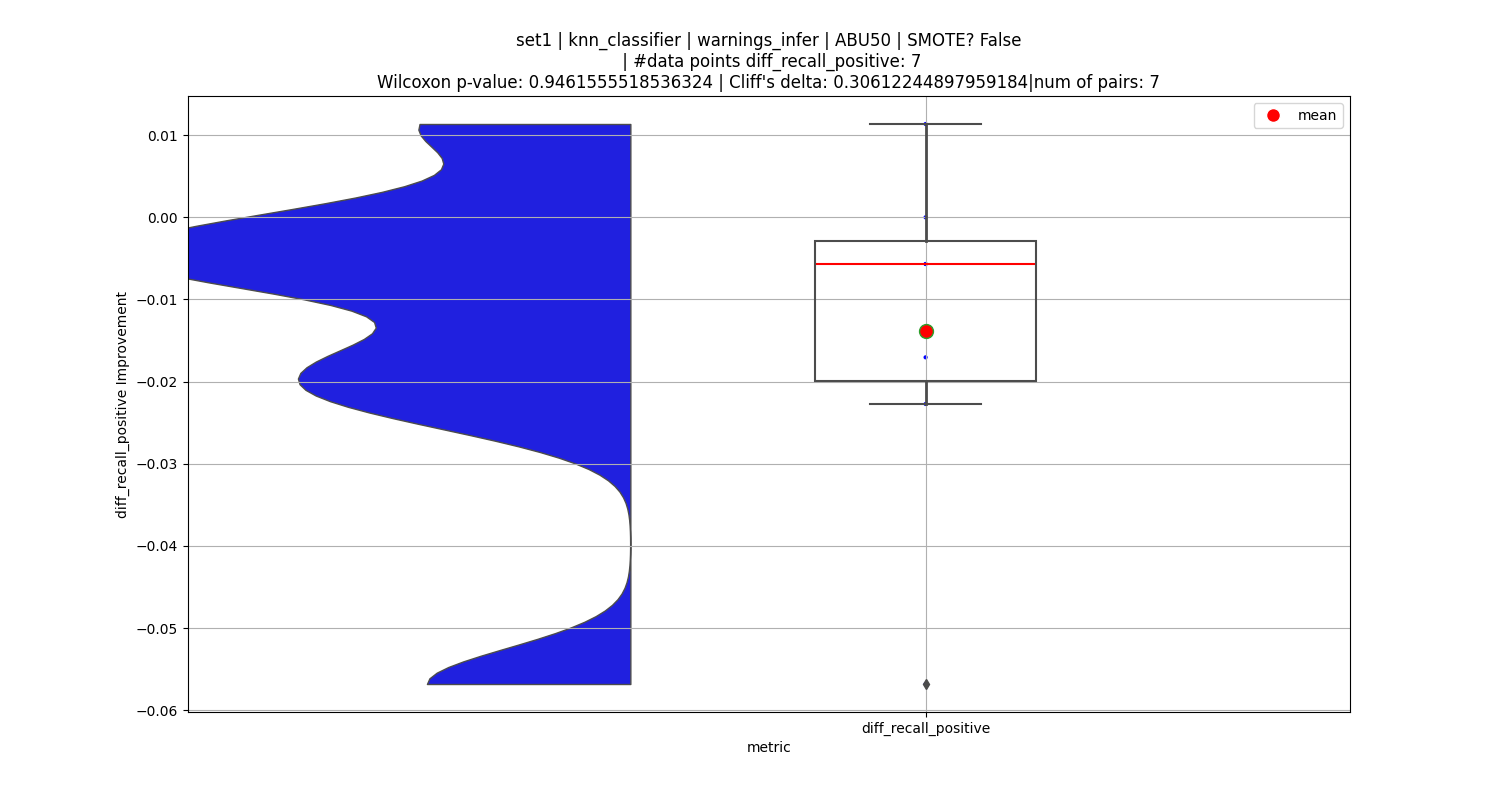 set1 | knn_classifier | warnings_infer | ABU50 | SMOTE? False
| #data points diff_recall_positive: 7
Wilcoxon p-value: 0.9461555518536324 | Cliff's delta: 0.30612244897959184|num of pairs: 7
mean
0.01
0.00
−0.01
−0.02
−0.03
−0.04
−0.05
−0.06
diff_recall_positive Improvement
diff_recall_positive
metric